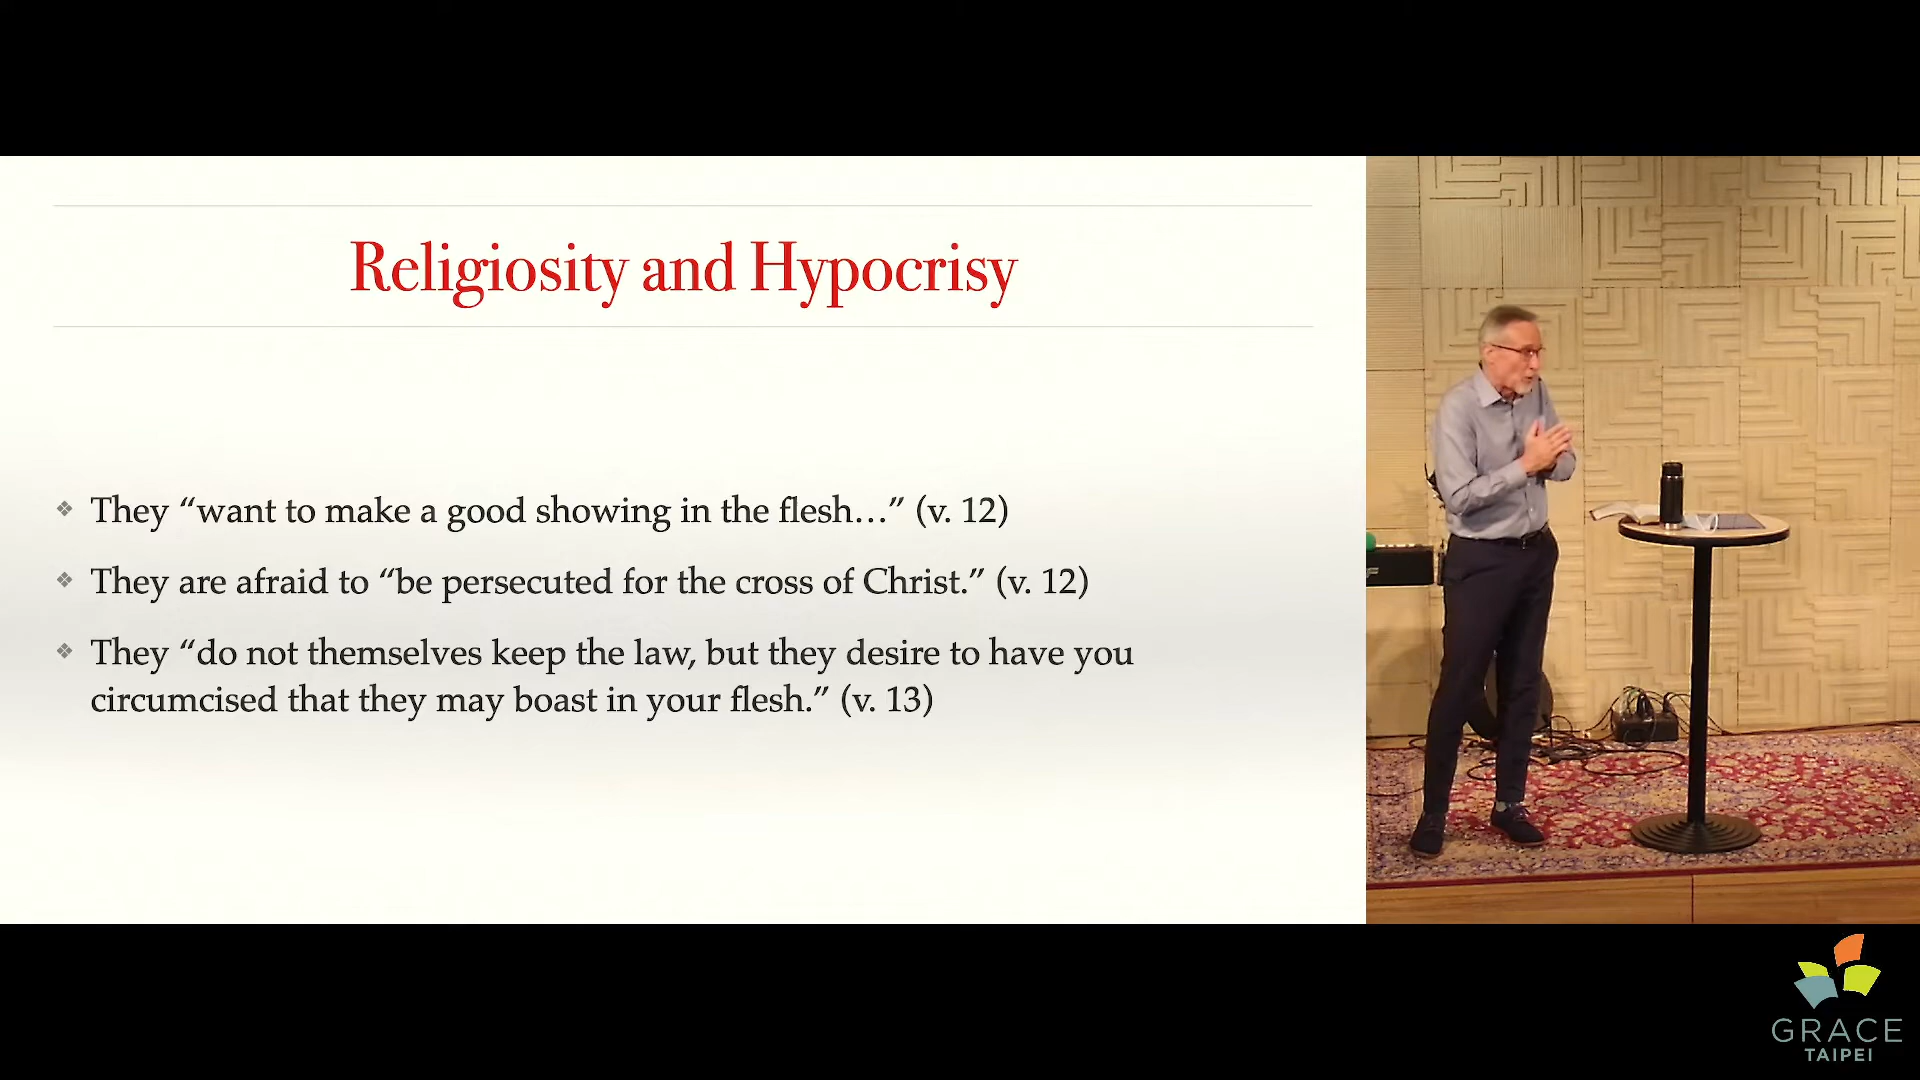 Religiosity and Hypocrisy
❖ They “want to make a good showing in the flesh…” (v. 12)
❖ They are afraid to “be persecuted for the cross of Christ.” (v. 12)
❖ They “do not themselves keep the law, but they desire to have you
circumcised that they may boast in your flesh.” (v. 13)
GRACE
TAIPEI